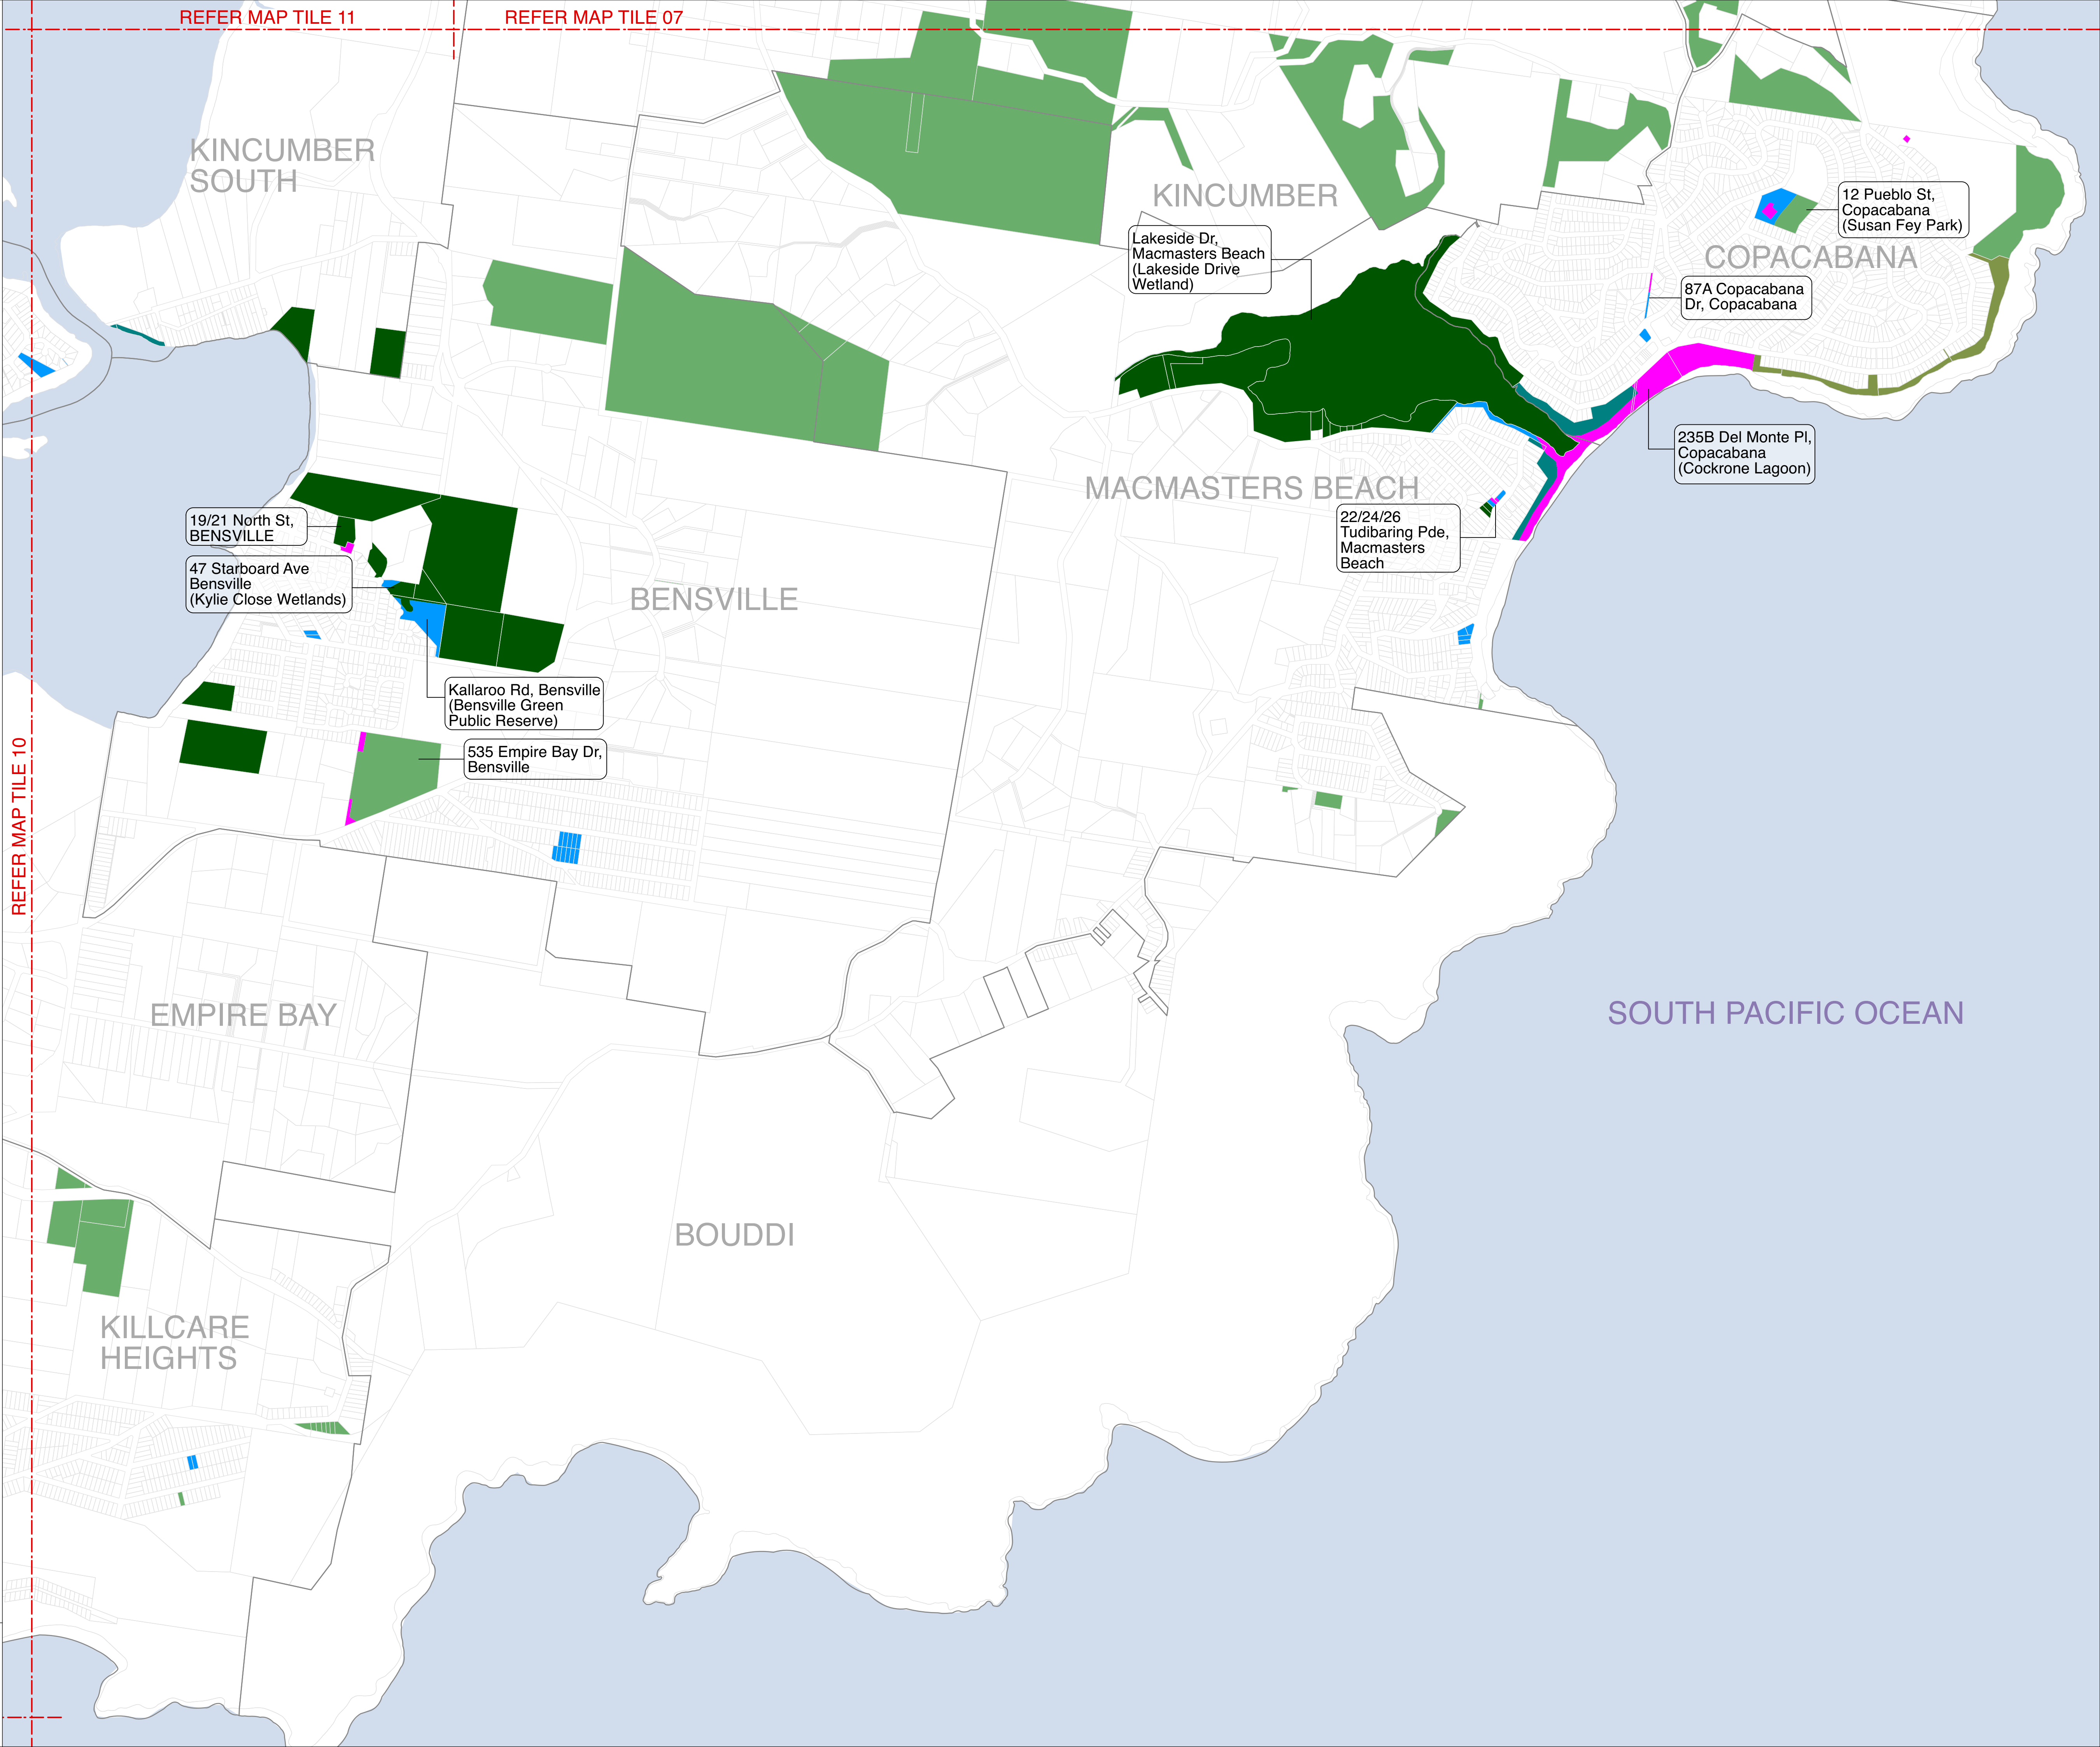 REFER MAP TILE 11
REFER MAP TILE 07
KINCUMBER
SOUTH
KINCUMBER
12 Pueblo St,
Copacabana
(Susan Fey Park)
Lakeside Dr,
Macmasters Beach
(Lakeside Drive
Wetland)
COPACABANA
87A Copacabana
Dr, Copacabana
235B Del Monte Pl,
Copacabana
(Cockrone Lagoon)
MACMASTERS BEACH
22/24/26
Tudibaring Pde,
Macmasters
Beach
19/21 North St,
BENSVILLE
47 Starboard Ave
Bensville
(Kylie Close Wetlands)
BENSVILLE
Kallaroo Rd, Bensville
(Bensville Green
Public Reserve)
535 Empire Bay Dr,
Bensville
REFER MAP TILE 10
EMPIRE BAY
SOUTH PACIFIC OCEAN
BOUDDI
KILLCARE
HEIGHTS